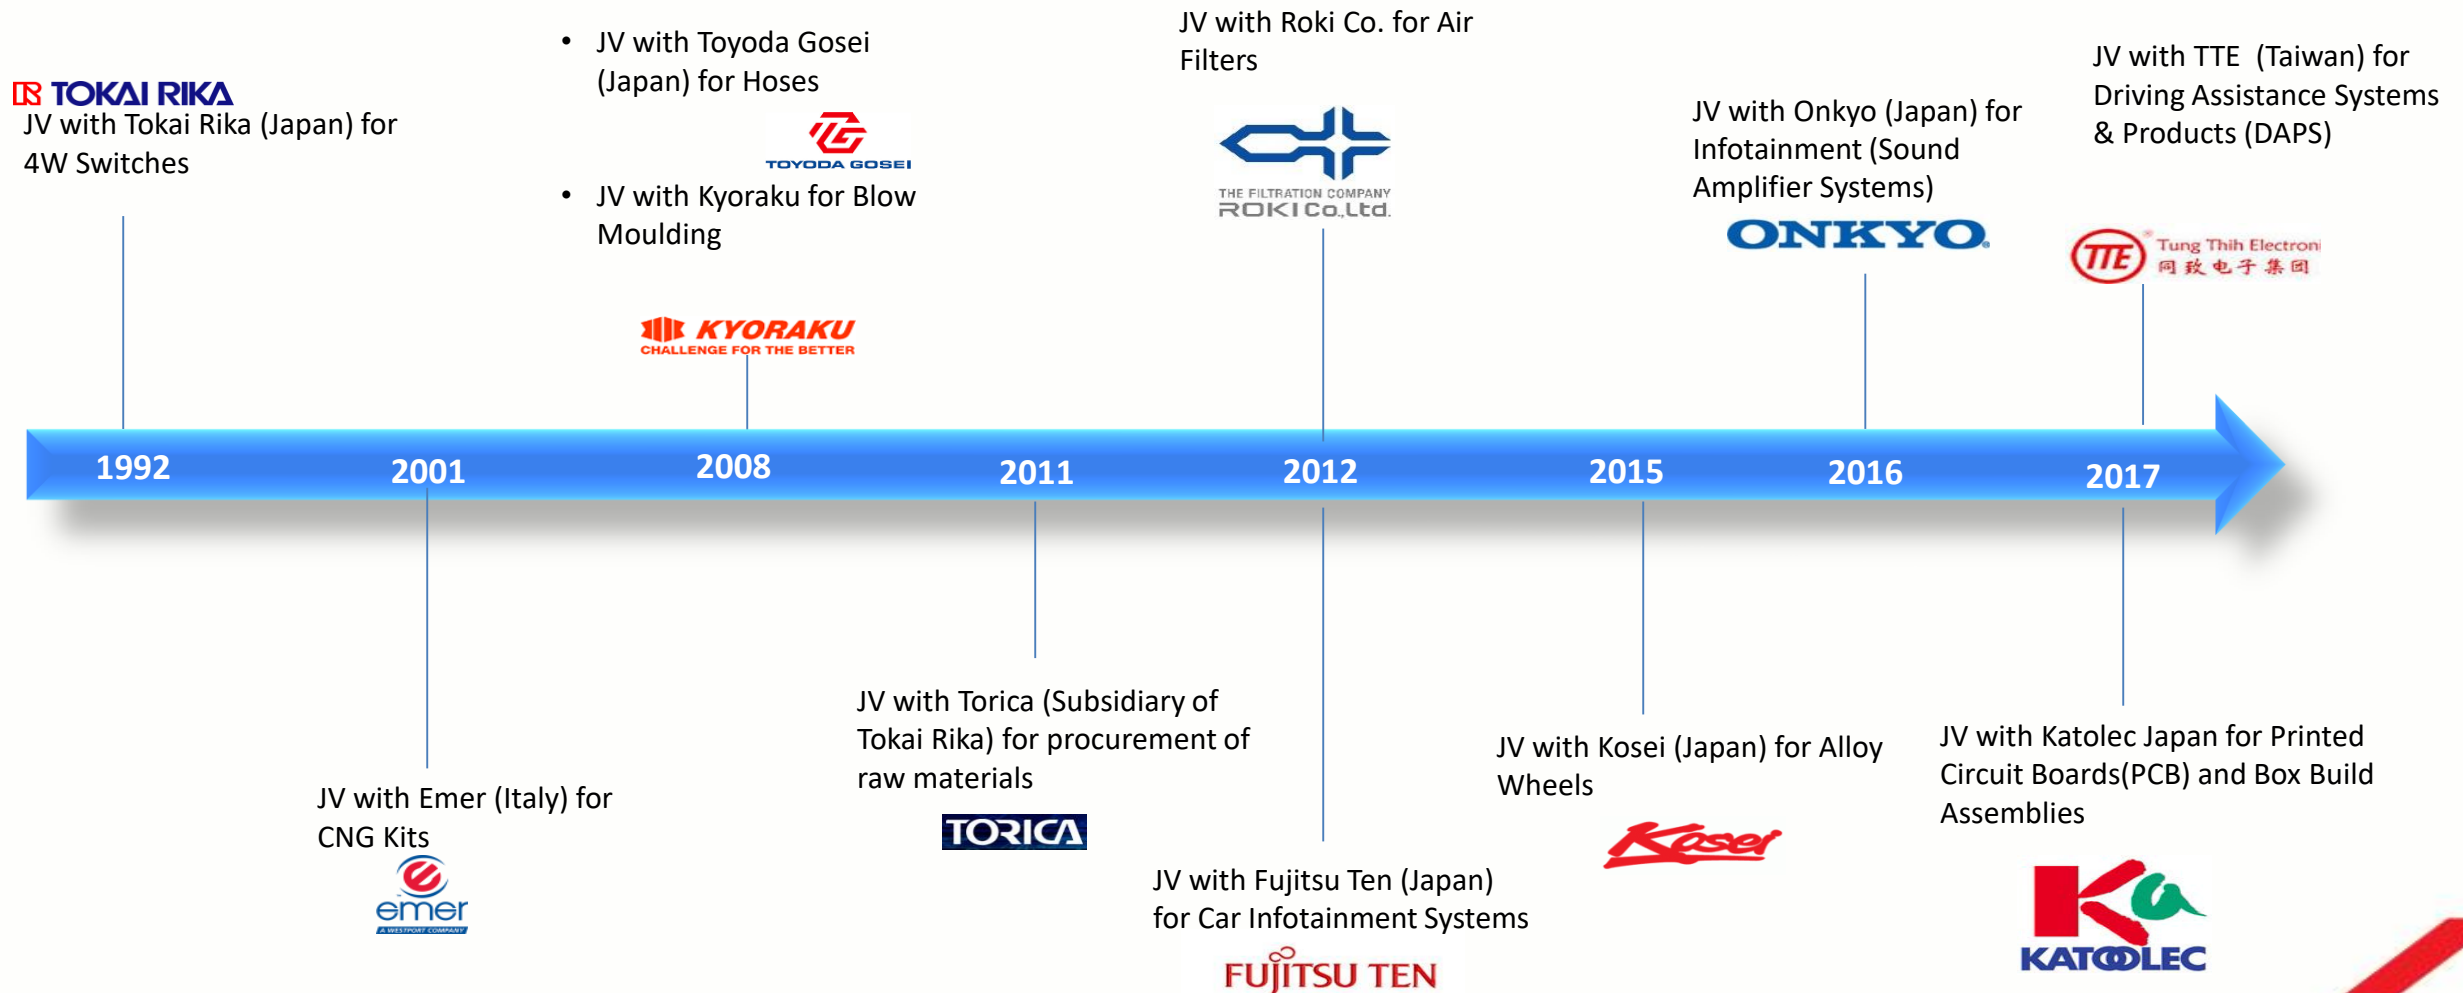 TOKAI RIKA
JV with Tokai Rika (Japan) for
4W Switches
• JV with Toyoda Gosei
(Japan) for Hoses
TOYODA GOSEI
• JV with Kyoraku for Blow
Moulding
KYORAKU
CHALLENGE FOR THE BETTER
JV with Roki Co. for Air
Filters
THE FILTRATION COMPANY
ROKI Co.,Ltd.
JV with Onkyo (Japan) for
Infotainment (Sound
Amplifier Systems)
ONKYO
JV with TTE (Taiwan) for
Driving Assistance Systems
& Products (DAPS)
TTE
Tung Thih Electroni
同致电子集团
1992
2001
2008
2011
2012
2015
2016
2017
JV with Emer (Italy) for
CNG Kits
emer
A WESTPORT COMPANY
JV with Torica (Subsidiary of
Tokai Rika) for procurement of
raw materials
TORICA
JV with Fujitsu Ten (Japan)
for Car Infotainment Systems
FUJITSU TEN
JV with Kosei (Japan) for Alloy
Wheels
Kosei
JV with Katolec Japan for Printed
Circuit Boards(PCB) and Box Build
Assemblies
KATOOLEC